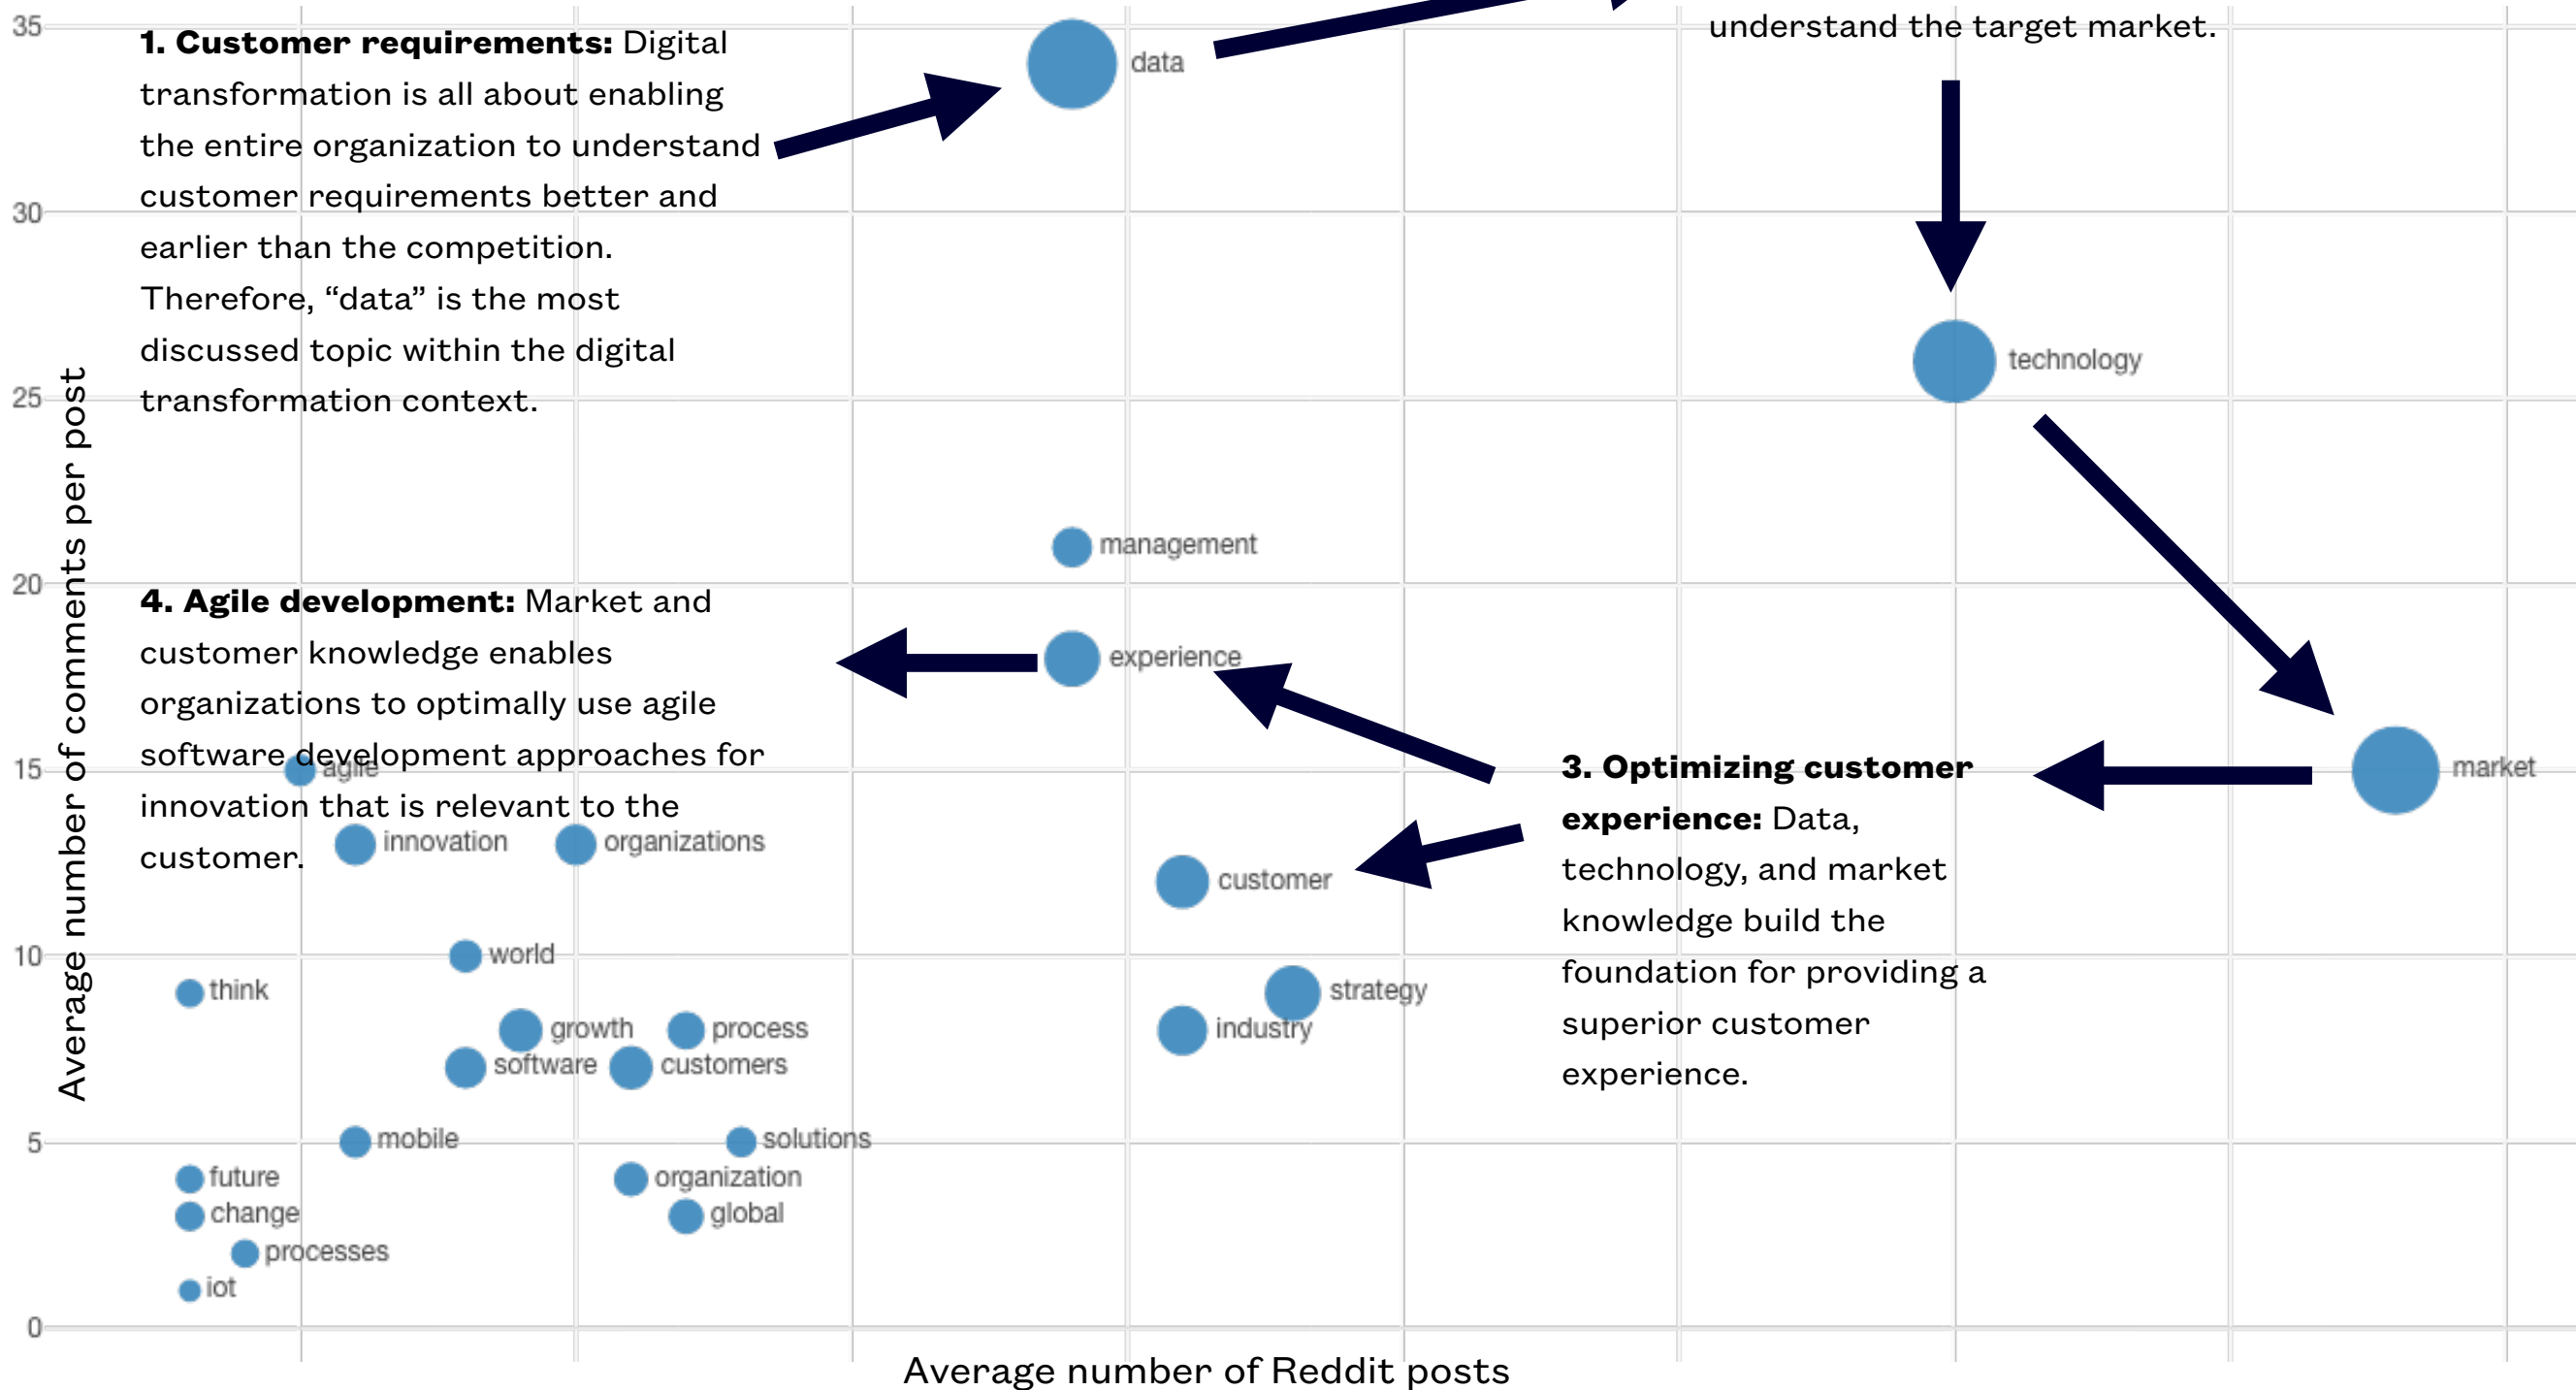 35
1. Customer requirements: Digital
transformation is all about enabling
the entire organization to understand
customer requirements better and
earlier than the competition.
Therefore, “data” is the most
discussed topic within the digital
transformation context.
data
understand the target market.
30
technology
25
management
20
4. Agile development: Market and
customer knowledge enables
organizations to optimally use agile
software development approaches for
innovation that is relevant to the
customer.
experience
15
agile
3. Optimizing customer
experience: Data,
technology, and market
knowledge build the
foundation for providing a
superior customer
experience.
market
innovation
organizations
customer
10
world
think
strategy
growth
process
industry
software
customers
5
mobile
solutions
future
organization
change
global
processes
iot
0
Average number of comments per post
Average number of Reddit posts